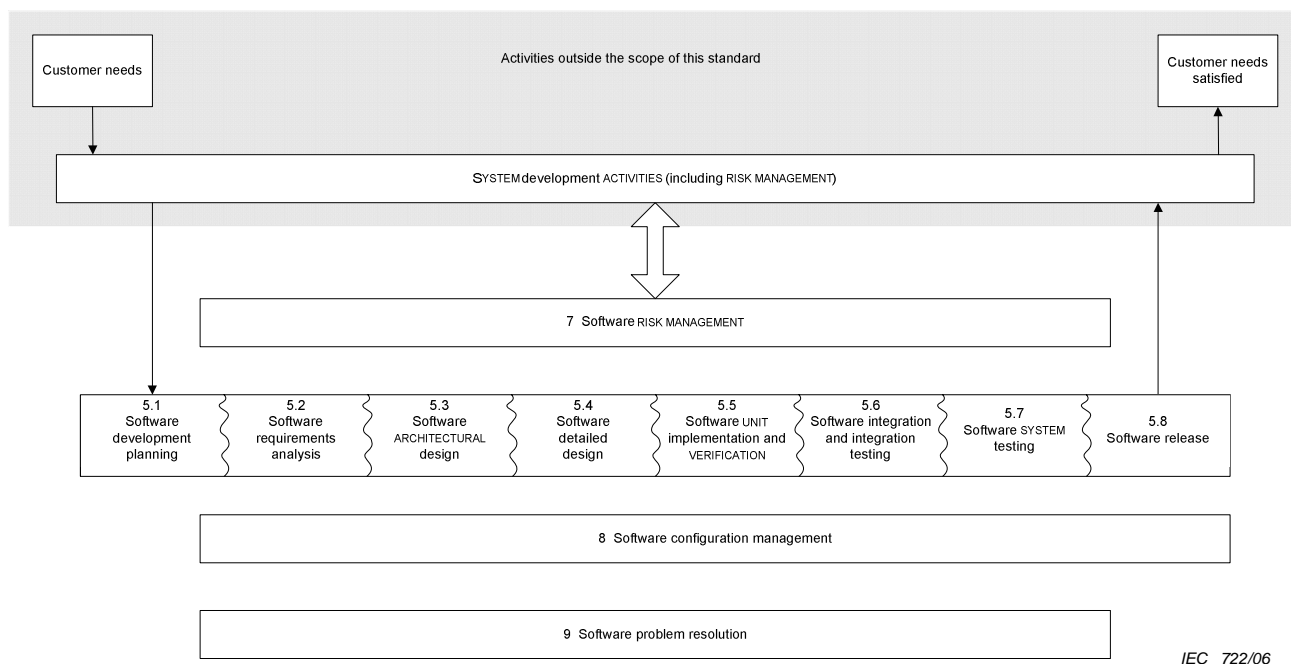 Activities outside the scope of this standard
Customer needs
Customer needs
satisfied
SYSTEM development ACTIVITIES (including RISK MANAGEMENT)
7 Software RISK MANAGEMENT
5.1
Software
development
planning
5.2
Software
requirements
analysis
5.3
Software
ARCHITECTURAL
design
5.4
Software
detailed
design
5.5
Software UNIT
implementation and
VERIFICATION
5.6
Software integration
and integration
testing
5.7
Software SYSTEM
testing
5.8
Software release
8 Software configuration management
9 Software problem resolution
IEC 722/06